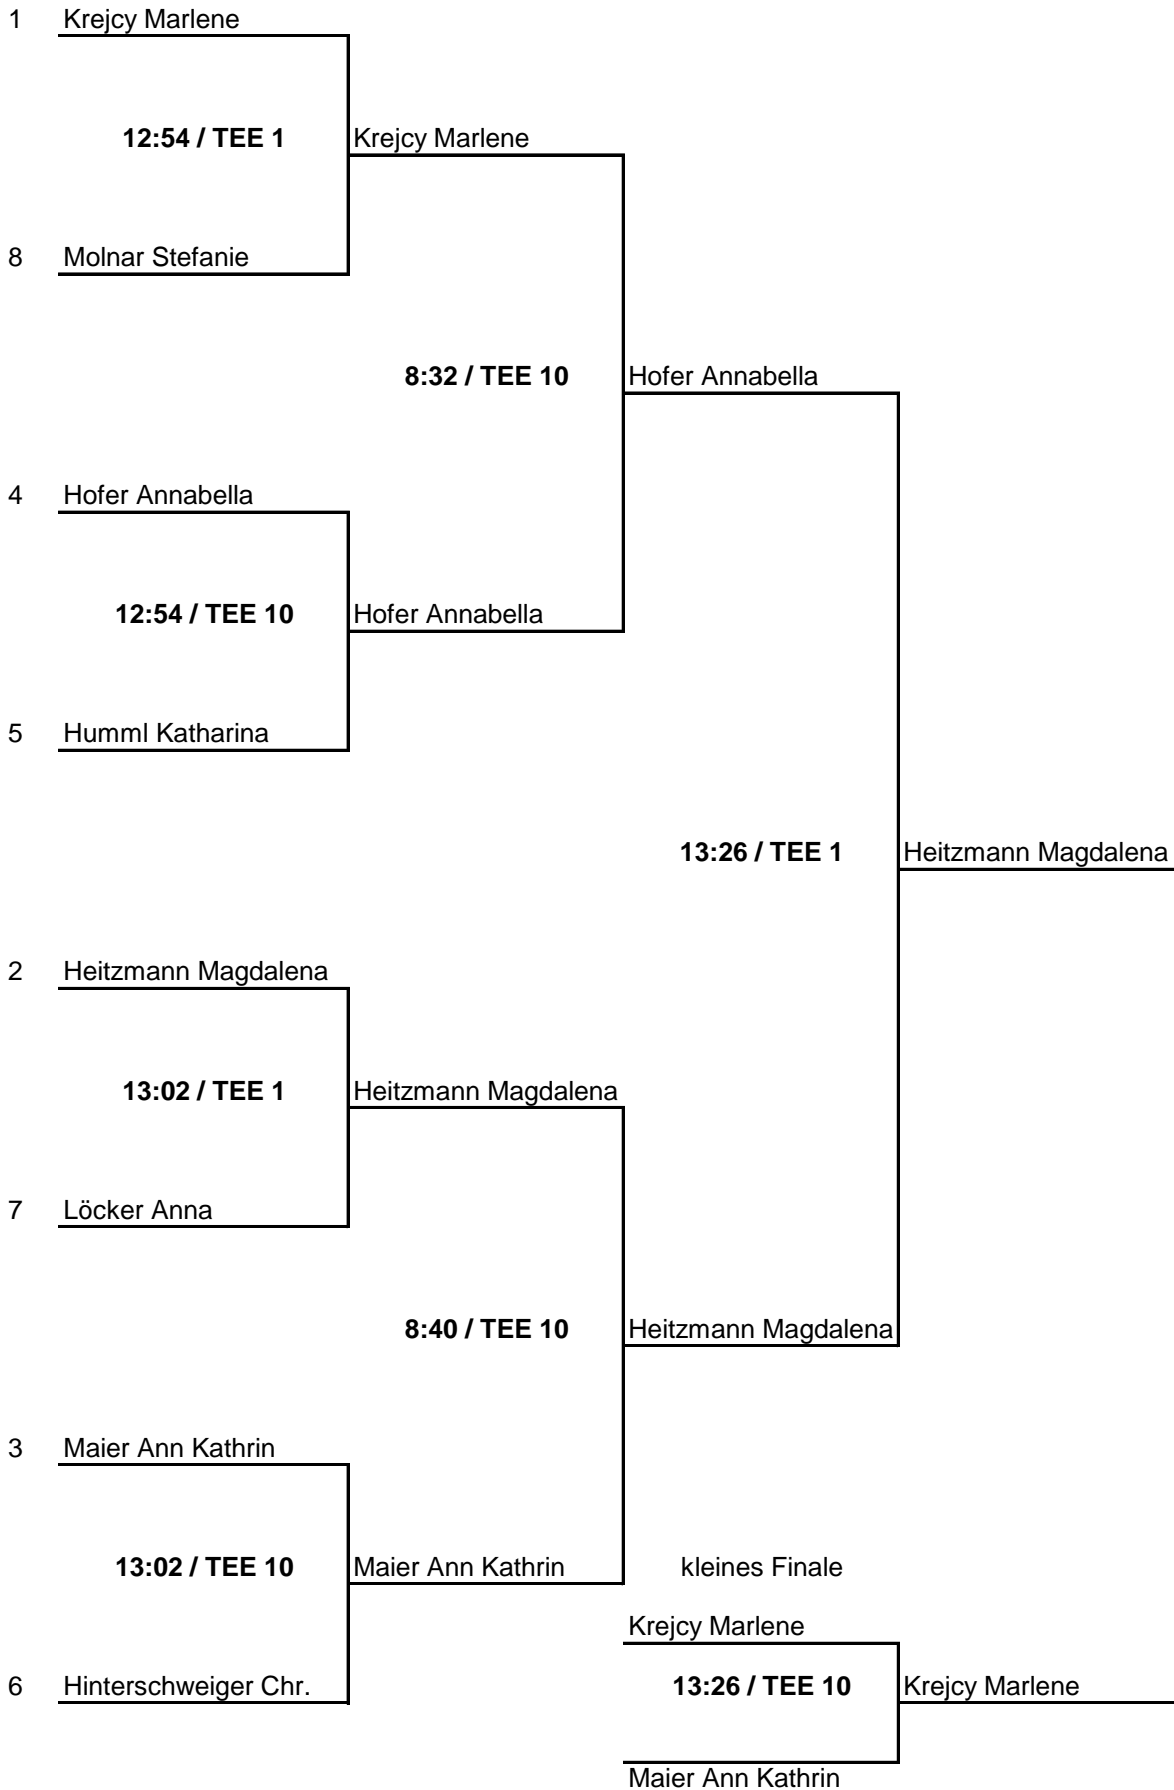 1 Krejcy Marlene
12:54 / TEE 1 Krejcy Marlene
8 Molnar Stefanie
8:32 / TEE 10 Hofer Annabella
4 Hofer Annabella
12:54 / TEE 10 Hofer Annabella
5 Humml Katharina
13:26 / TEE 1 Heitzmann Magdalena
2 Heitzmann Magdalena
13:02 / TEE 1 Heitzmann Magdalena
7 Löcker Anna
8:40 / TEE 10 Heitzmann Magdalena
3 Maier Ann Kathrin
13:02 / TEE 10 Maier Ann Kathrin kleines Finale
Krejcy Marlene
6 Hinterschweiger Chr. 13:26 / TEE 10 Krejcy Marlene
Maier Ann Kathrin